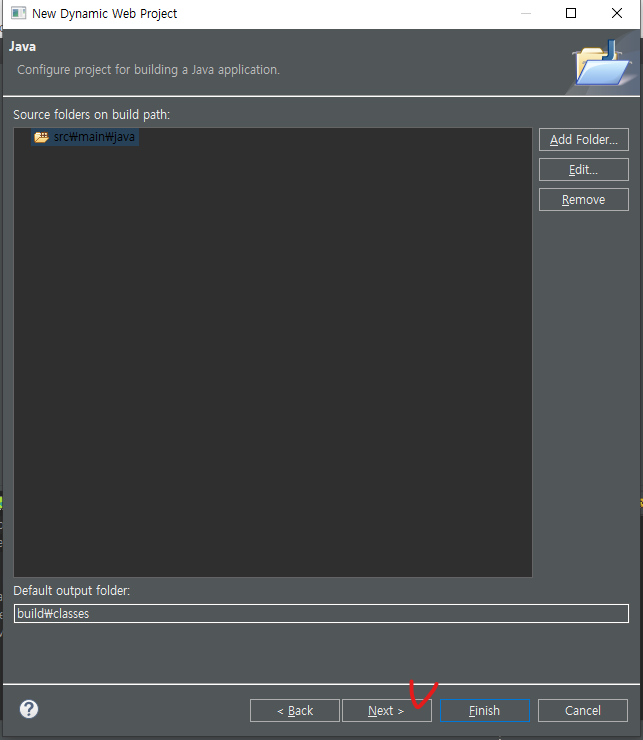 New Dynamic Web Project
Java
Configure project for building a Java application.
Source folders on build path:
src₩main₩java
Add Folder...
Edit...
Remove
Default output folder:
build₩classes
< Back
Next >
Finish
Cancel